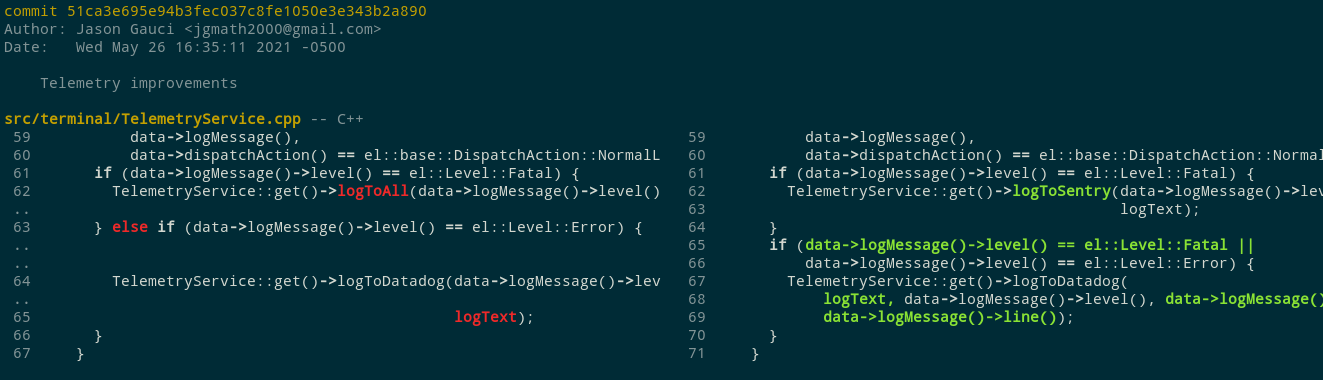 commit 51ca3e695e94b3fec037c8fe1050e3e343b2a890
Author: Jason Gauci <jgmath2000@gmail.com>
Date:   Wed May 26 16:35:11 2021 -0500
    Telemetry improvements
src/terminal/TelemetryService.cpp -- C++
59           data->logMessage(),
60           data->dispatchAction() == el::base::DispatchAction::NormalL
61       if (data->logMessage()->level() == el::Level::Fatal) {
62         TelemetryService::get()->logToAll(data->logMessage()->level()
..
63       } else if (data->logMessage()->level() == el::Level::Error) {
..
..
64         TelemetryService::get()->logToDatadog(data->logMessage()->lev
..
65                                               logText);
66       }
67     }
59           data->logMessage(),
60           data->dispatchAction() == el::base::DispatchAction::Normal
61       if (data->logMessage()->level() == el::Level::Fatal) {
62         TelemetryService::get()->logToSentry(data->logMessage()->lev
63                                              logText);
64       }
65       if (data->logMessage()->level() == el::Level::Fatal ||
66           data->logMessage()->level() == el::Level::Error) {
67         TelemetryService::get()->logToDatadog(
68             logText, data->logMessage()->level(), data->logMessage()
69             data->logMessage()->line());
70       }
71     }